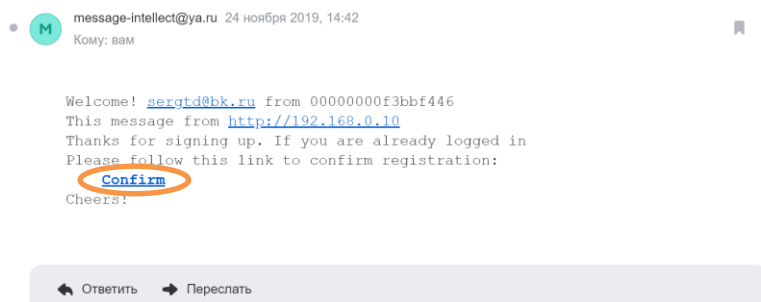 М
message-intellect@ya.ru 24 ноября 2019, 14:42
Кому: вам
Welcome! sergtd@bk.ru from 00000000f3bbf446
This message from http://192.168.0.10
Thanks for signing up. If you are already logged in
Please follow this link to confirm registration:
Confirm
Cheers!
Ответить Переслать